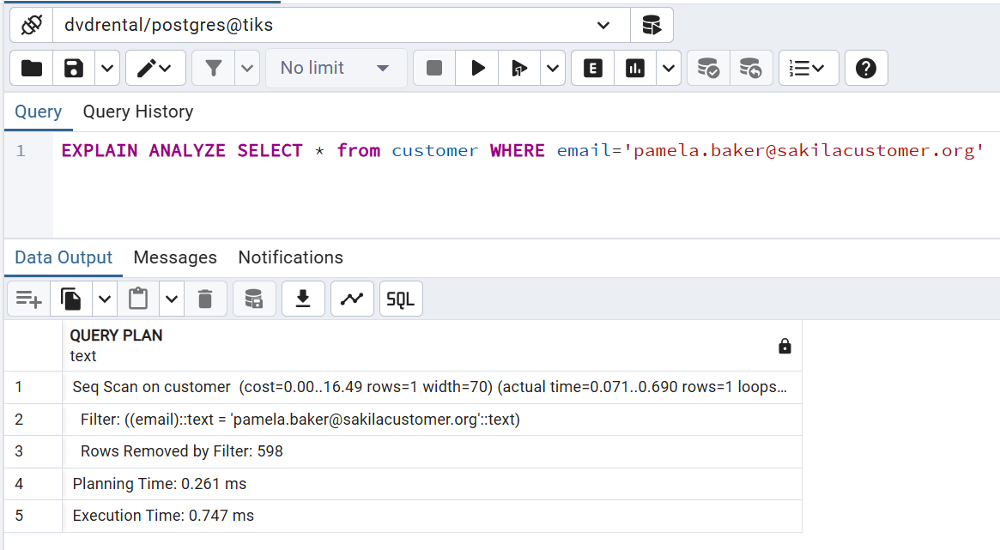 dvdrental/postgres@tiks
No limit
E
Query Query History
1 EXPLAIN ANALYZE SELECT * from customer WHERE email='pamela.baker@sakilacustomer.org'
Data Output Messages Notifications
SQL
QUERY PLAN
text
1 Seq Scan on customer (cost=0.00..16.49 rows=1 width=70) (actual time=0.071..0.690 rows=1 loops…
2 Filter: ((email)::text = 'pamela.baker@sakilacustomer.org'::text)
3 Rows Removed by Filter: 598
4 Planning Time: 0.261 ms
5 Execution Time: 0.747 ms